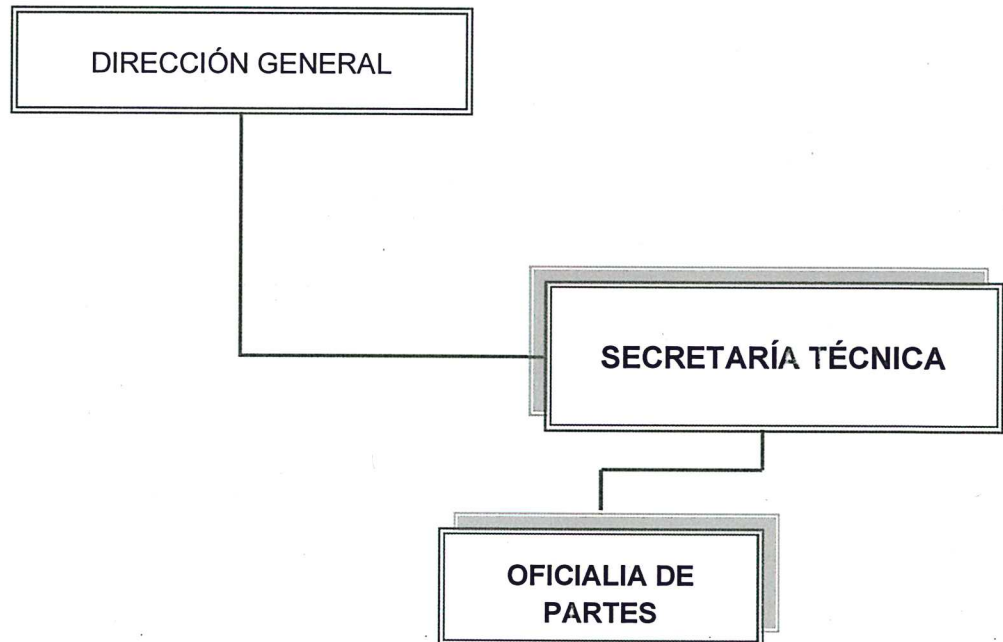 DIRECCIÓN GENERAL
SECRETARÍA TÉCNICA
OFICIALIA DE
PARTES